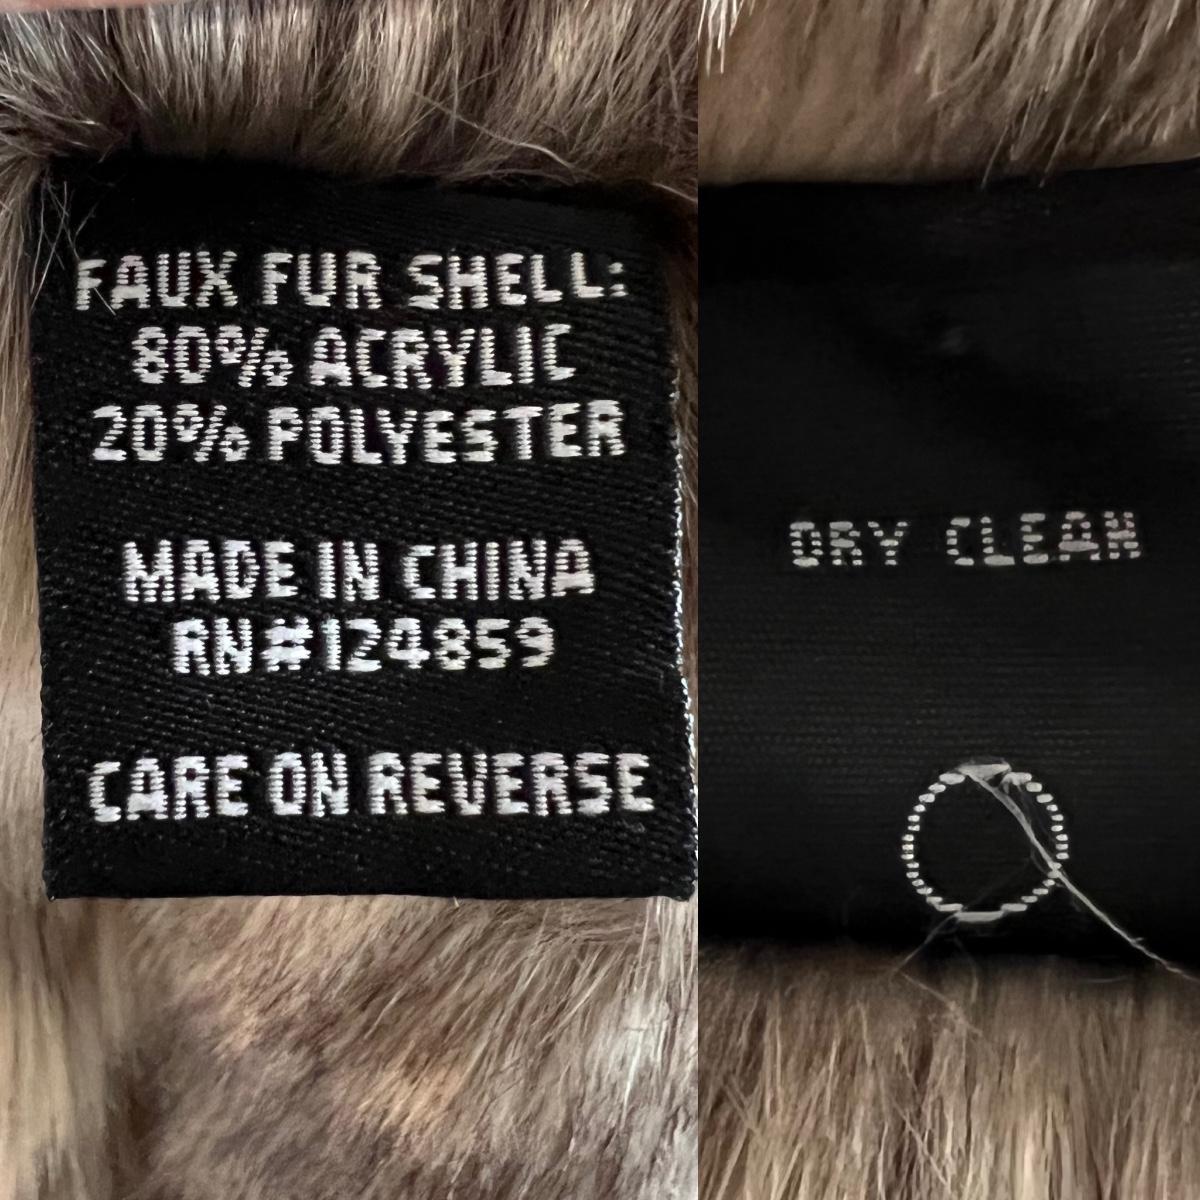 FAUX FUR SHELL:
80% ACRYLIC
20% POLYESTER
MADE IN CHINA
RN#124859
CARE ON REVERSE
DRY CLEAN